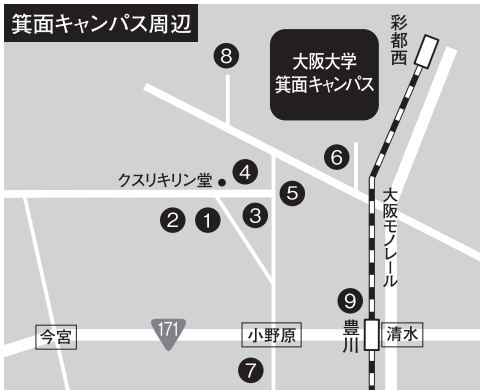 箕面キャンパス周辺
彩都西
大阪大学
箕面キャンパス
8
6
クスリキリン堂
4
5
2
1
3
大阪モノレール
9
今宮
171
小野原
豊川
清水
7